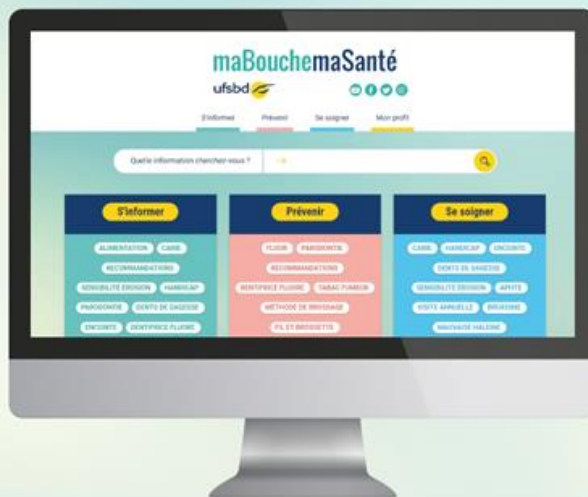 maBouchemaSanté
ufsbd
S'informer Prévenir Se soigner Mon profil
Quelle information cherchez-vous ?
S'informer Prévenir Se soigner
ALIMENTATION CARIE FLUOR PARODONTIE CARIE HANDICAP ENCEINTE
RECOMMANDATIONS RECOMMANDATIONS DENTS DE SAGESSE
SENSIBILITÉ ÉROSION HANDICAP DENTIFRICE FLUORÉ TABAC FUMEUR SENSIBILITÉ ÉROSION APHTE
PARODONTIE DENTS DE SAGESSE MÉTHODE DE BROSSAGE VISITE ANNUELLE BRUXISME
ENCEINTE DENTIFRICE FLUORÉ FIL ET BROSSETTE MAUVAISE HALEINE